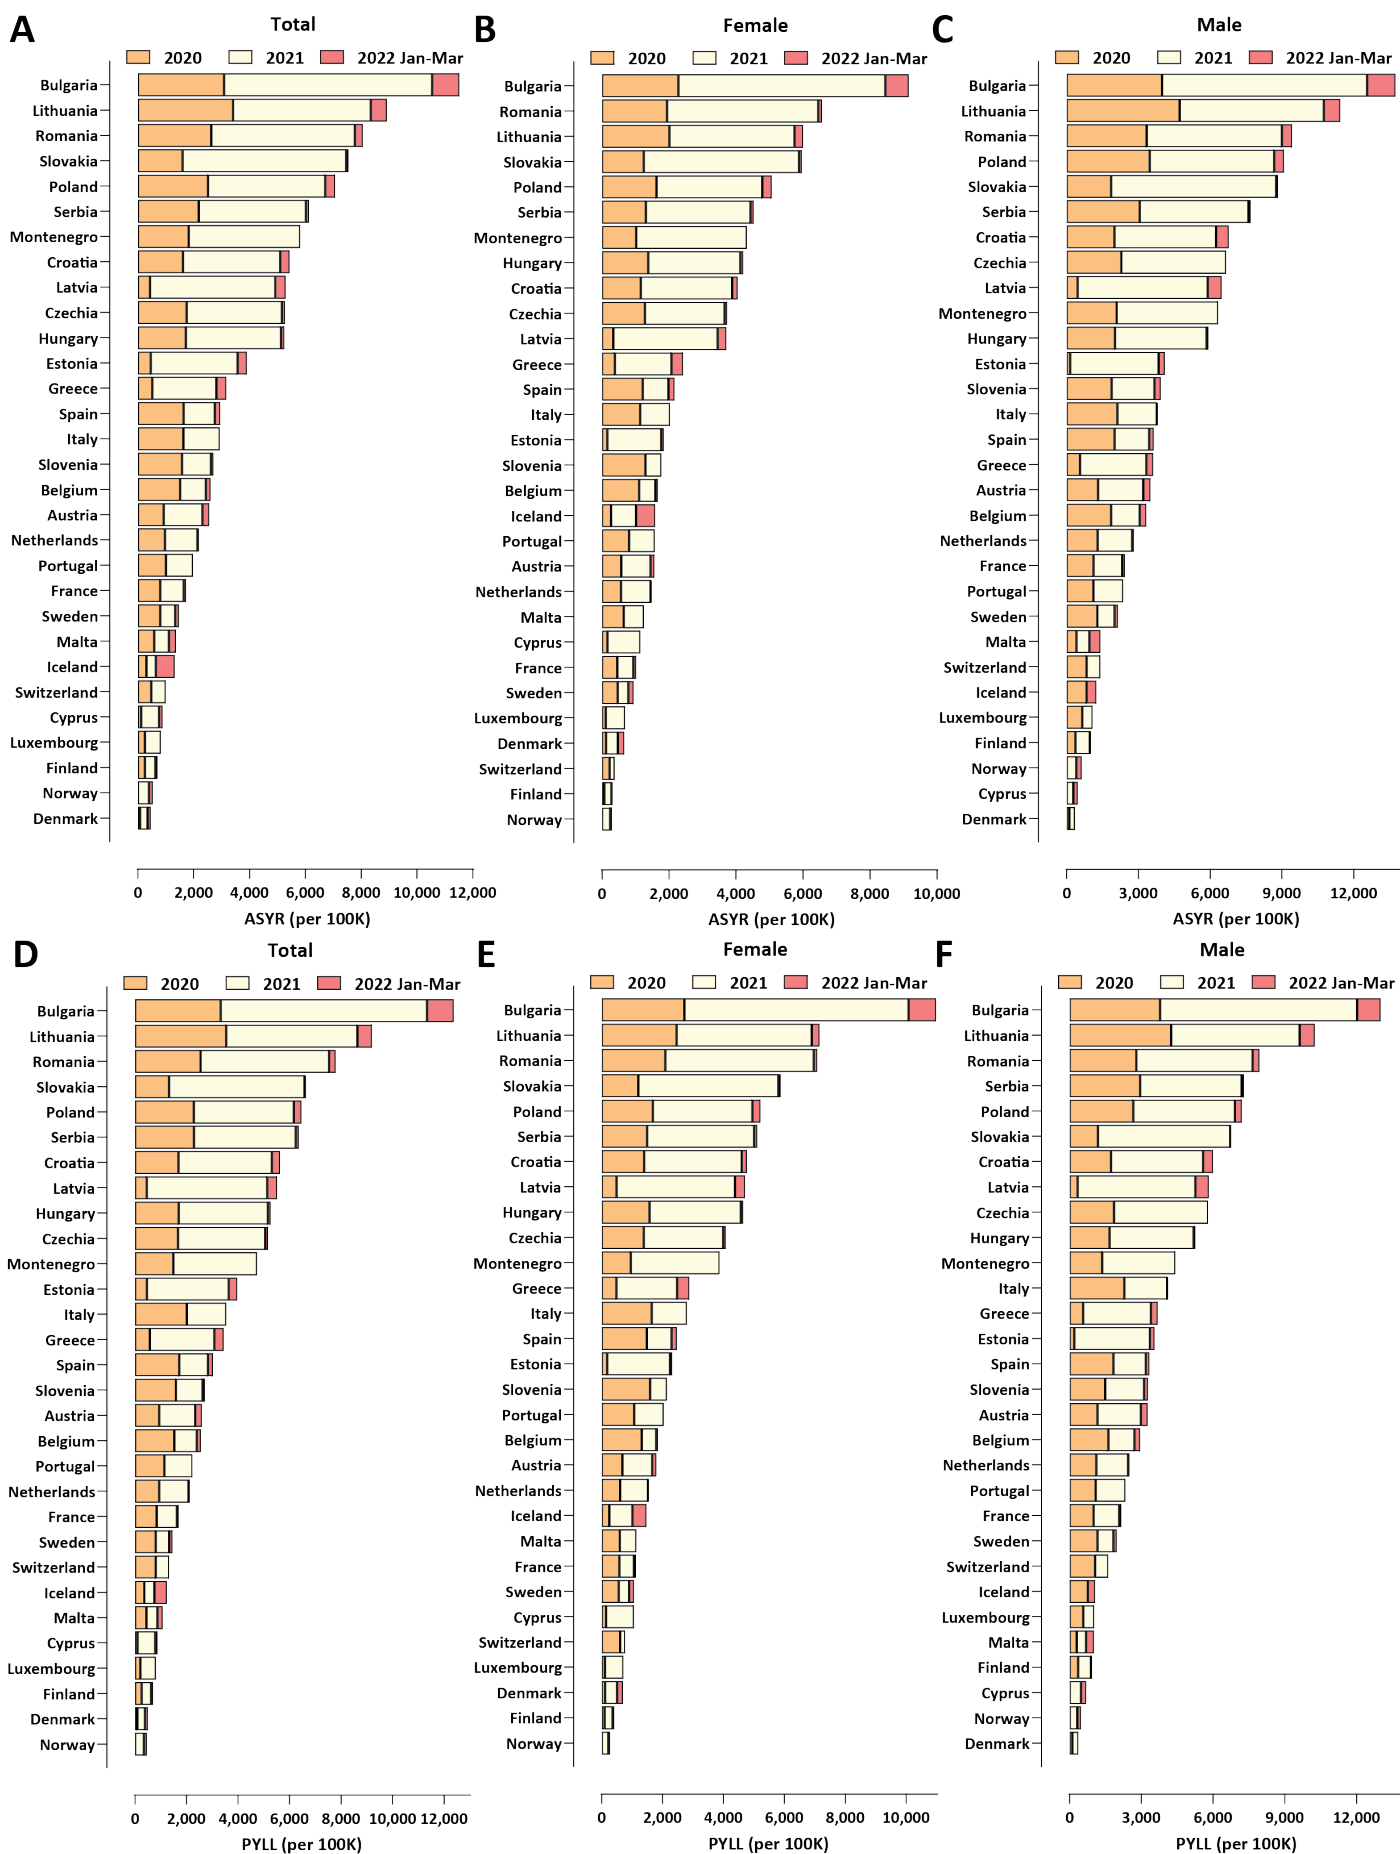 A
Total
2020 2021 2022 Jan-Mar
Bulgaria
Lithuania
Romania
Slovakia
Poland
Serbia
Montenegro
Croatia
Latvia
Czechia
Hungary
Estonia
Greece
Spain
Italy
Slovenia
Belgium
Austria
Netherlands
Portugal
France
Sweden
Malta
Iceland
Switzerland
Cyprus
Luxembourg
Finland
Norway
Denmark
0 2,000 4,000 6,000 8,000 10,000 12,000
ASYR (per 100K)
B
Female
2020 2021 2022 Jan-Mar
Bulgaria
Romania
Lithuania
Slovakia
Poland
Serbia
Montenegro
Hungary
Croatia
Czechia
Latvia
Greece
Spain
Italy
Estonia
Slovenia
Belgium
Iceland
Portugal
Austria
Netherlands
Malta
Cyprus
France
Sweden
Luxembourg
Denmark
Switzerland
Finland
Norway
0 2,000 4,000 6,000 8,000 10,000
ASYR (per 100K)
C
Male
2020 2021 2022 Jan-Mar
Bulgaria
Lithuania
Romania
Poland
Slovakia
Serbia
Croatia
Czechia
Latvia
Montenegro
Hungary
Estonia
Slovenia
Italy
Spain
Greece
Austria
Belgium
Netherlands
France
Portugal
Sweden
Malta
Switzerland
Iceland
Luxembourg
Finland
Norway
Cyprus
Denmark
0 3,000 6,000 9,000 12,000
ASYR (per 100K)
D
Total
2020 2021 2022 Jan-Mar
Bulgaria
Lithuania
Romania
Slovakia
Poland
Serbia
Croatia
Latvia
Hungary
Czechia
Montenegro
Estonia
Italy
Greece
Spain
Slovenia
Austria
Belgium
Portugal
Netherlands
France
Sweden
Switzerland
Iceland
Malta
Cyprus
Luxembourg
Finland
Denmark
Norway
0 2,000 4,000 6,000 8,000 10,000 12,000
PYLL (per 100K)
E
Female
2020 2021 2022 Jan-Mar
Bulgaria
Lithuania
Romania
Slovakia
Poland
Serbia
Croatia
Latvia
Hungary
Czechia
Montenegro
Greece
Italy
Spain
Estonia
Slovenia
Portugal
Belgium
Austria
Netherlands
Iceland
Malta
France
Sweden
Cyprus
Switzerland
Luxembourg
Denmark
Finland
Norway
0 2,000 4,000 6,000 8,000 10,000
PYLL (per 100K)
F
Male
2020 2021 2022 Jan-Mar
Bulgaria
Lithuania
Romania
Serbia
Poland
Slovakia
Croatia
Latvia
Czechia
Hungary
Montenegro
Italy
Greece
Estonia
Spain
Slovenia
Austria
Belgium
Netherlands
Portugal
France
Sweden
Switzerland
Iceland
Luxembourg
Malta
Finland
Cyprus
Norway
Denmark
0 3,000 6,000 9,000 12,000
PYLL (per 100K)